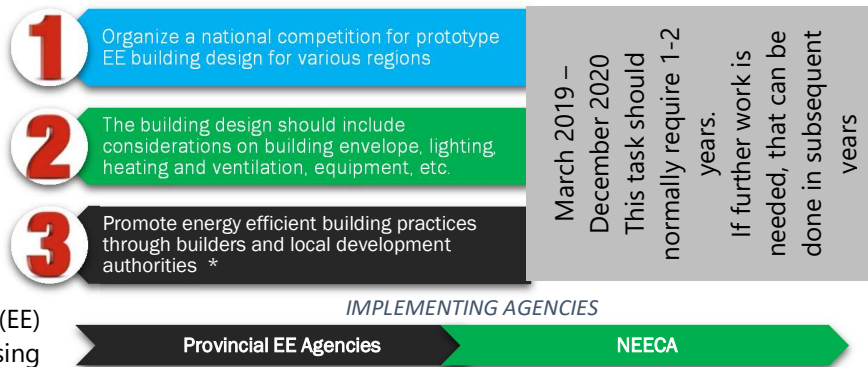 1
Organize a national competition for prototype
EE building design for various regions
2
The building design should include
considerations on building envelope, lighting,
heating and ventilation, equipment, etc.
3
Promote energy efficient building practices
through builders and local development
authorities *
March 2019 –
December 2020
This task should
normally require 1-2
years.
If further work is
needed, that can be
done in subsequent
years
IMPLEMENTING AGENCIES
(EE)
sing
Provincial EE Agencies
NEECA